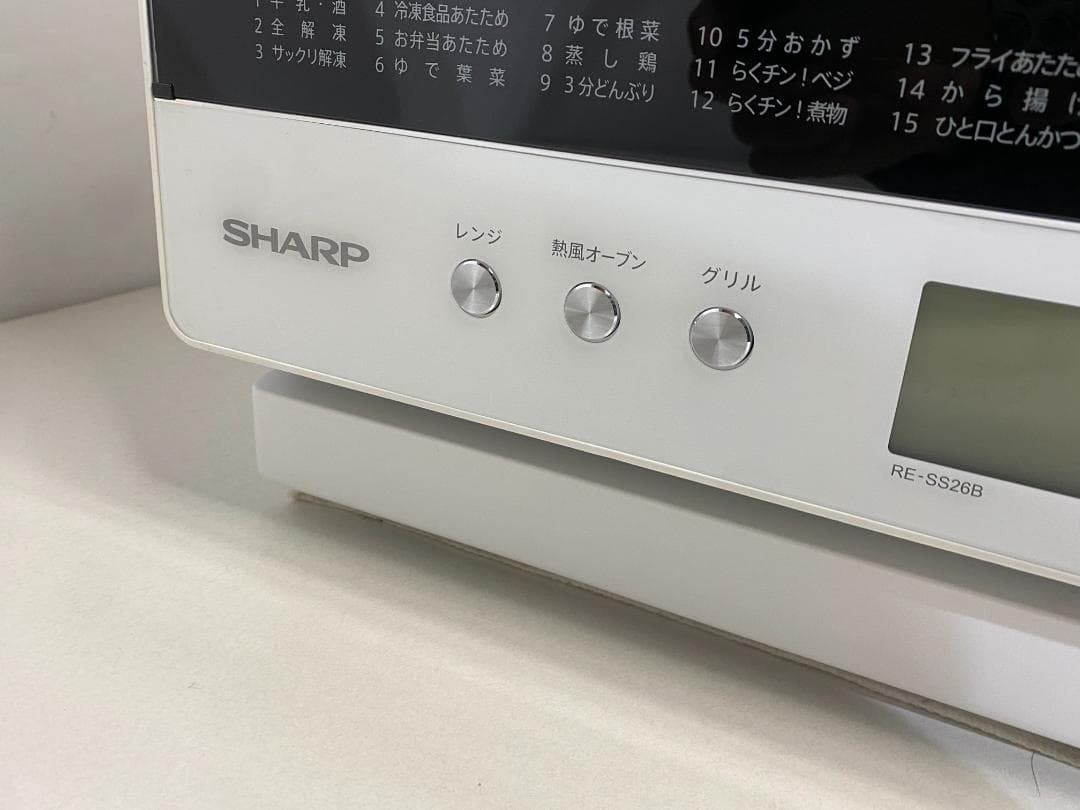 1 牛乳・酒
2 全解凍
3 サックリ解凍
4 冷凍食品あたため
5 お弁当あたため
6 ゆで葉菜
7 ゆで根菜
8 蒸し鶏
9 3分どんぶり
10 5分おかず
11 らくチン!ベジ
12 らくチン!煮物
13 フライあたた
14 から揚げ
15 ひと口とんかつ
SHARP
レンジ
熱風オーブン
グリル
RE-SS26B